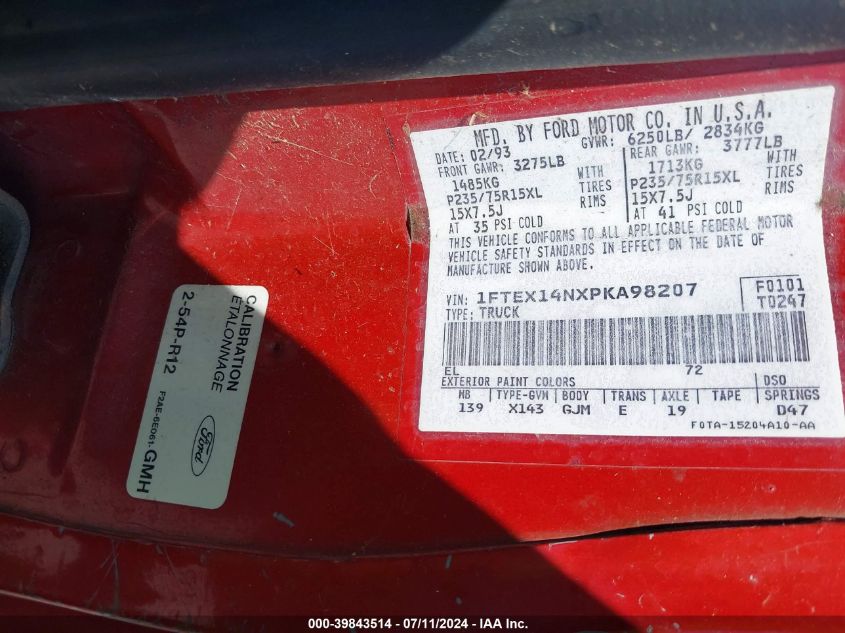 MFD. BY FORD MOTOR CO. IN U.S.A.
DATE: 02/93 GVWR: 6250LB/ 2834KG
FRONT GAWR: 3275LB REAR GAWR: 3777LB
1485KG WITH 1713KG WITH
P235/75R15XL TIRES P235/75R15XL TIRES
15X7.5J RIMS 15X7.5J RIMS
AT 35 PSI COLD AT 41 PSI COLD
THIS VEHICLE CONFORMS TO ALL APPLICABLE FEDERAL MOTOR
VEHICLE SAFETY STANDARDS IN EFFECT ON THE DATE OF
MANUFACTURE SHOWN ABOVE.
VIN: 1FTEX14NXPKA98207 F0101
TYPE: TRUCK T0247
EL 72
EXTERIOR PAINT COLORS DSO
WB TYPE-GVW BODY TRANS AXLE TAPE SPRINGS
139 X143 GJM E 19 D47
F0TA-15204A10-AA
CALIBRATION
ETALONNAGE
2-54P-R12
F2AE-6E061-GMH
Ford
000-39843514 - 07/11/2024 - IAA Inc.